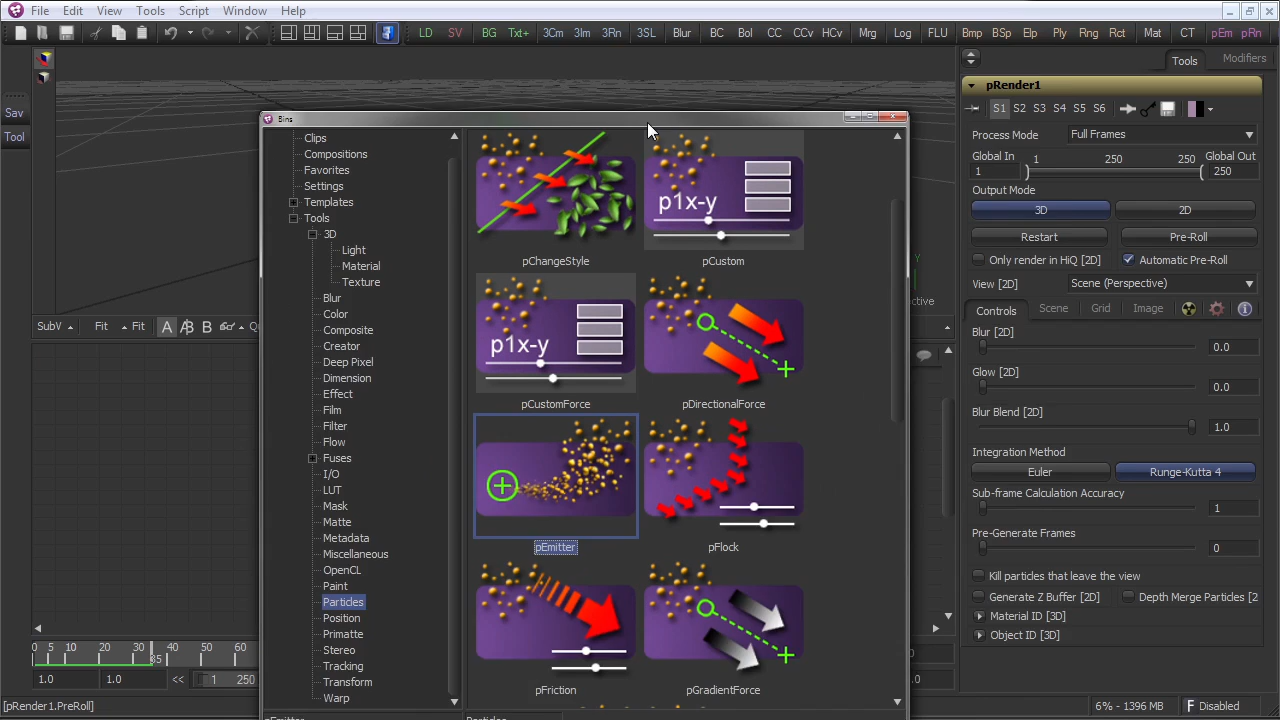 File Edit View Tools Script Window Help
LD SV BG Txt+ 3Cm 3Im 3Rn 3SL Blur BC Bol CC CCv HCv Mrg Log FLU Bmp BSp Elp Ply Rng Rct Mat CT pEm pRn
Sav
Tool
Tools
Modifiers
pRender1
S1 S2 S3 S4 S5 S6
Process Mode
Full Frames
Global In
1
250
250
Global Out
1
250
Output Mode
3D
2D
Restart
Pre-Roll
Only render in HiQ [2D]
Automatic Pre-Roll
View [2D]
Scene (Perspective)
Controls
Scene
Grid
Image
Blur [2D]
0.0
Glow [2D]
0.0
Blur Blend [2D]
1.0
Integration Method
Euler
Runge-Kutta 4
Sub-frame Calculation Accuracy
1
Pre-Generate Frames
0
Kill particles that leave the view
Generate Z Buffer [2D]
Depth Merge Particles [2
Material ID [3D]
Object ID [3D]
Bins
Clips
Compositions
Favorites
Settings
Templates
Tools
3D
Light
Material
Texture
Blur
Color
Composite
Creator
Deep Pixel
Dimension
Effect
Film
Filter
Flow
Fuses
I/O
LUT
Mask
Matte
Metadata
Miscellaneous
OpenCL
Paint
Particles
Position
Primatte
Stereo
Tracking
Transform
Warp
p1x-y
pChangeStyle
pCustom
p1x-y
pCustomForce
pDirectionalForce
pEmitter
pFlock
pFriction
pGradientForce
SubV
Fit
Fit
A
B
0 5 10 20 30 35 40 50 60
1.0
1.0
<<
1
250
[pRender1.PreRoll]
6% - 1396 MB
Disabled